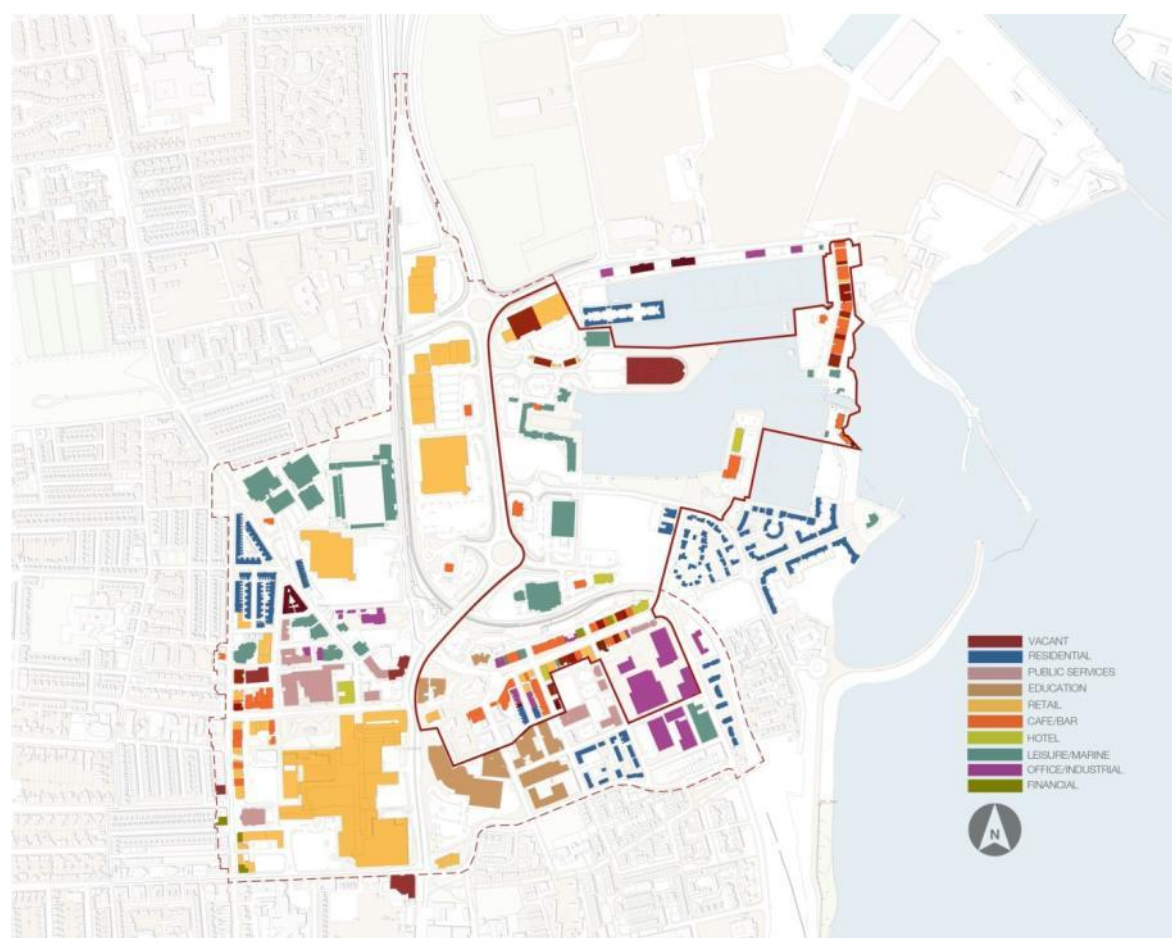 VACANT
RESIDENTIAL
PUBLIC SERVICES
EDUCATION
RETAIL
CAFE/BAR
HOTEL
LEISURE/MARINE
OFFICE/INDUSTRIAL
FINANCIAL
N